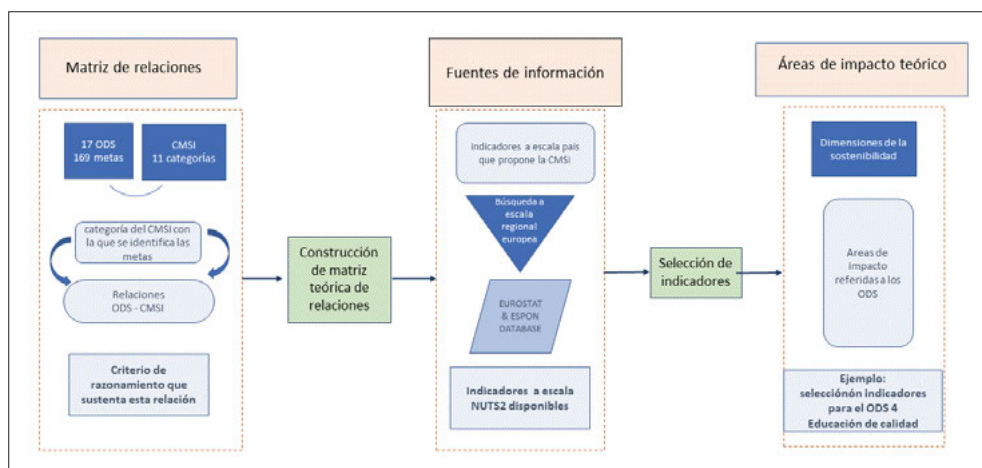 Matriz de relaciones
17 ODS
169 metas
CMSI
11 categorías
categoría del CMSI con
la que se identifica las
metas
Relaciones
ODS - CMSI
Criterio de
razonamiento que
sustenta esta relación
Construcción
de matriz
teórica de
relaciones
Fuentes de información
indicadores a escala país
que propone la CMSI
Búsqueda a
escala
regional
europea
EUROSTAT
& ESPON
DATABASE
Indicadores a escala
NUTS2 disponibles
Selección de
indicadores
Áreas de impacto teórico
Dimensiones de la
sostenibilidad
Areas de
impacto
referidas a los
ODS
Ejemplo:
seleccionón indicadores
para el ODS 4
Educación de calidad